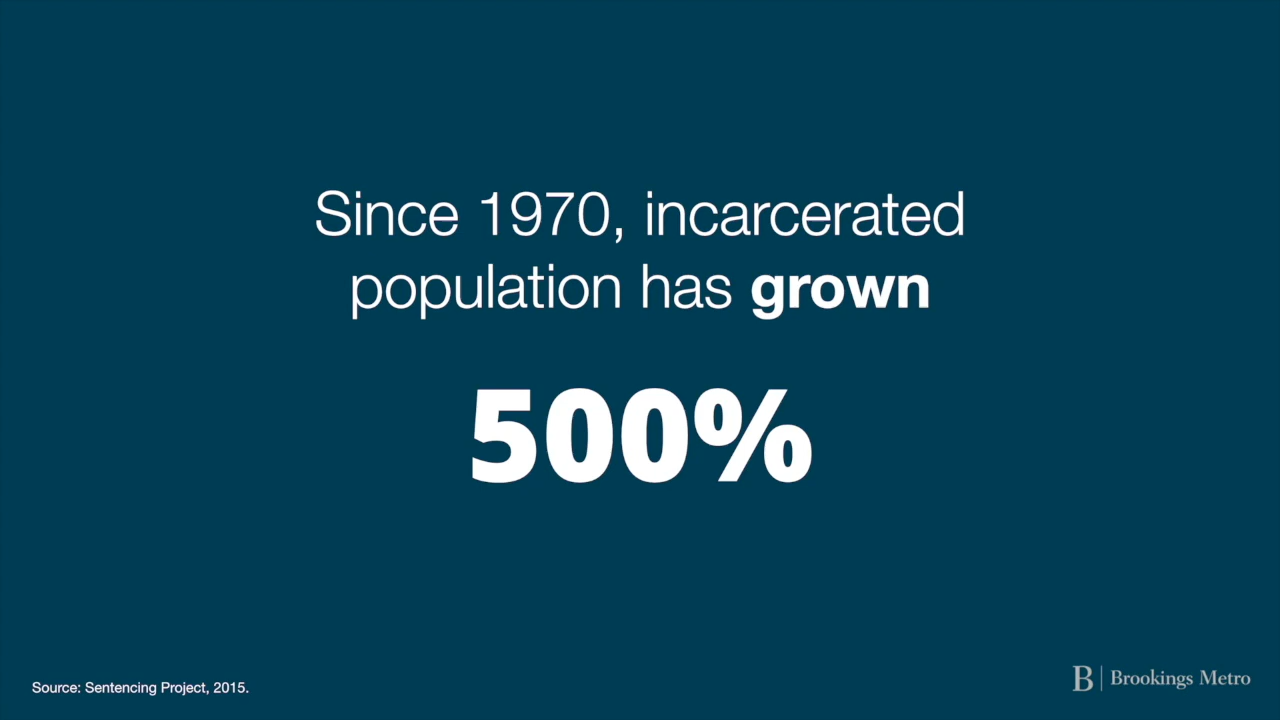 Since 1970, incarcerated
population has grown
500%
Source: Sentencing Project, 2015.
B | Brookings Metro